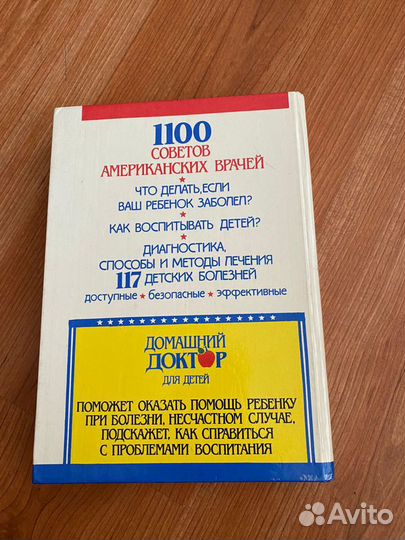 1100
СОВЕТОВ
АМЕРИКАНСКИХ ВРАЧЕЙ
ЧТО ДЕЛАТЬ, ЕСЛИ
ВАШ РЕБЕНОК ЗАБОЛЕЛ?
КАК ВОСПИТЫВАТЬ ДЕТЕЙ?
ДИАГНОСТИКА,
СПОСОБЫ И МЕТОДЫ ЛЕЧЕНИЯ
117 ДЕТСКИХ БОЛЕЗНЕЙ
доступные ★ безопасные ★ эффективные
ДОМАШНИЙ
ДОКТОР
ДЛЯ ДЕТЕЙ
ПОМОЖЕТ ОКАЗАТЬ ПОМОЩЬ РЕБЕНКУ
ПРИ БОЛЕЗНИ, НЕСЧАСТНОМ СЛУЧАЕ,
ПОДСКАЖЕТ, КАК СПРАВИТЬСЯ
С ПРОБЛЕМАМИ ВОСПИТАНИЯ
Avito